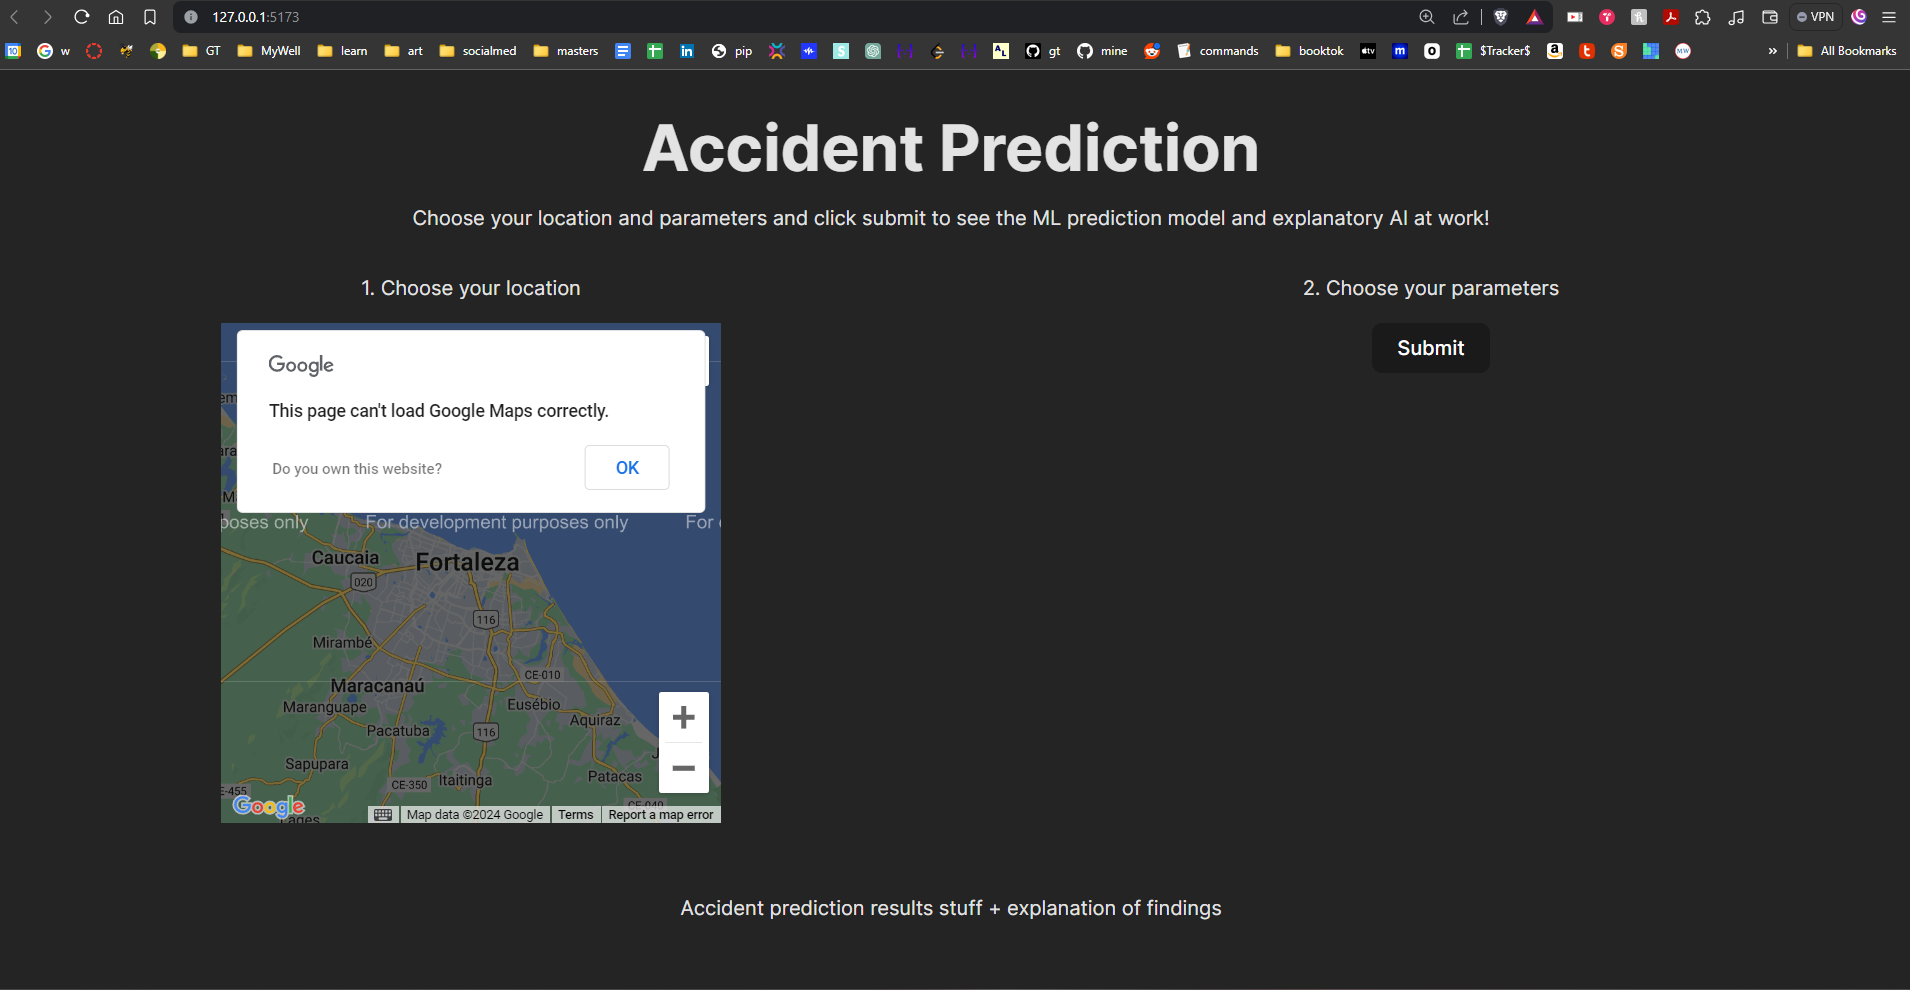 127.0.0.1:5173
VPN
w
GT
MyWell
learn
art
socialmed
masters
pip
gt
mine
commands
booktok
$Tracker$
»
All Bookmarks
Accident Prediction
Choose your location and parameters and click submit to see the ML prediction model and explanatory AI at work!
1. Choose your location
2. Choose your parameters
Submit
Google
This page can't load Google Maps correctly.
Do you own this website?
OK
poses only
For development purposes only
For
Caucaia
Fortaleza
020
116
Mirambé
CE-010
Maracanaú
Maranguape
Eusébio
Aquiraz
Pacatuba
116
Sapupara
Patacas
CE-350
Itaitinga
E-455
CE-040
Google
Map data ©2024 Google
Terms
Report a map error
Accident prediction results stuff + explanation of findings